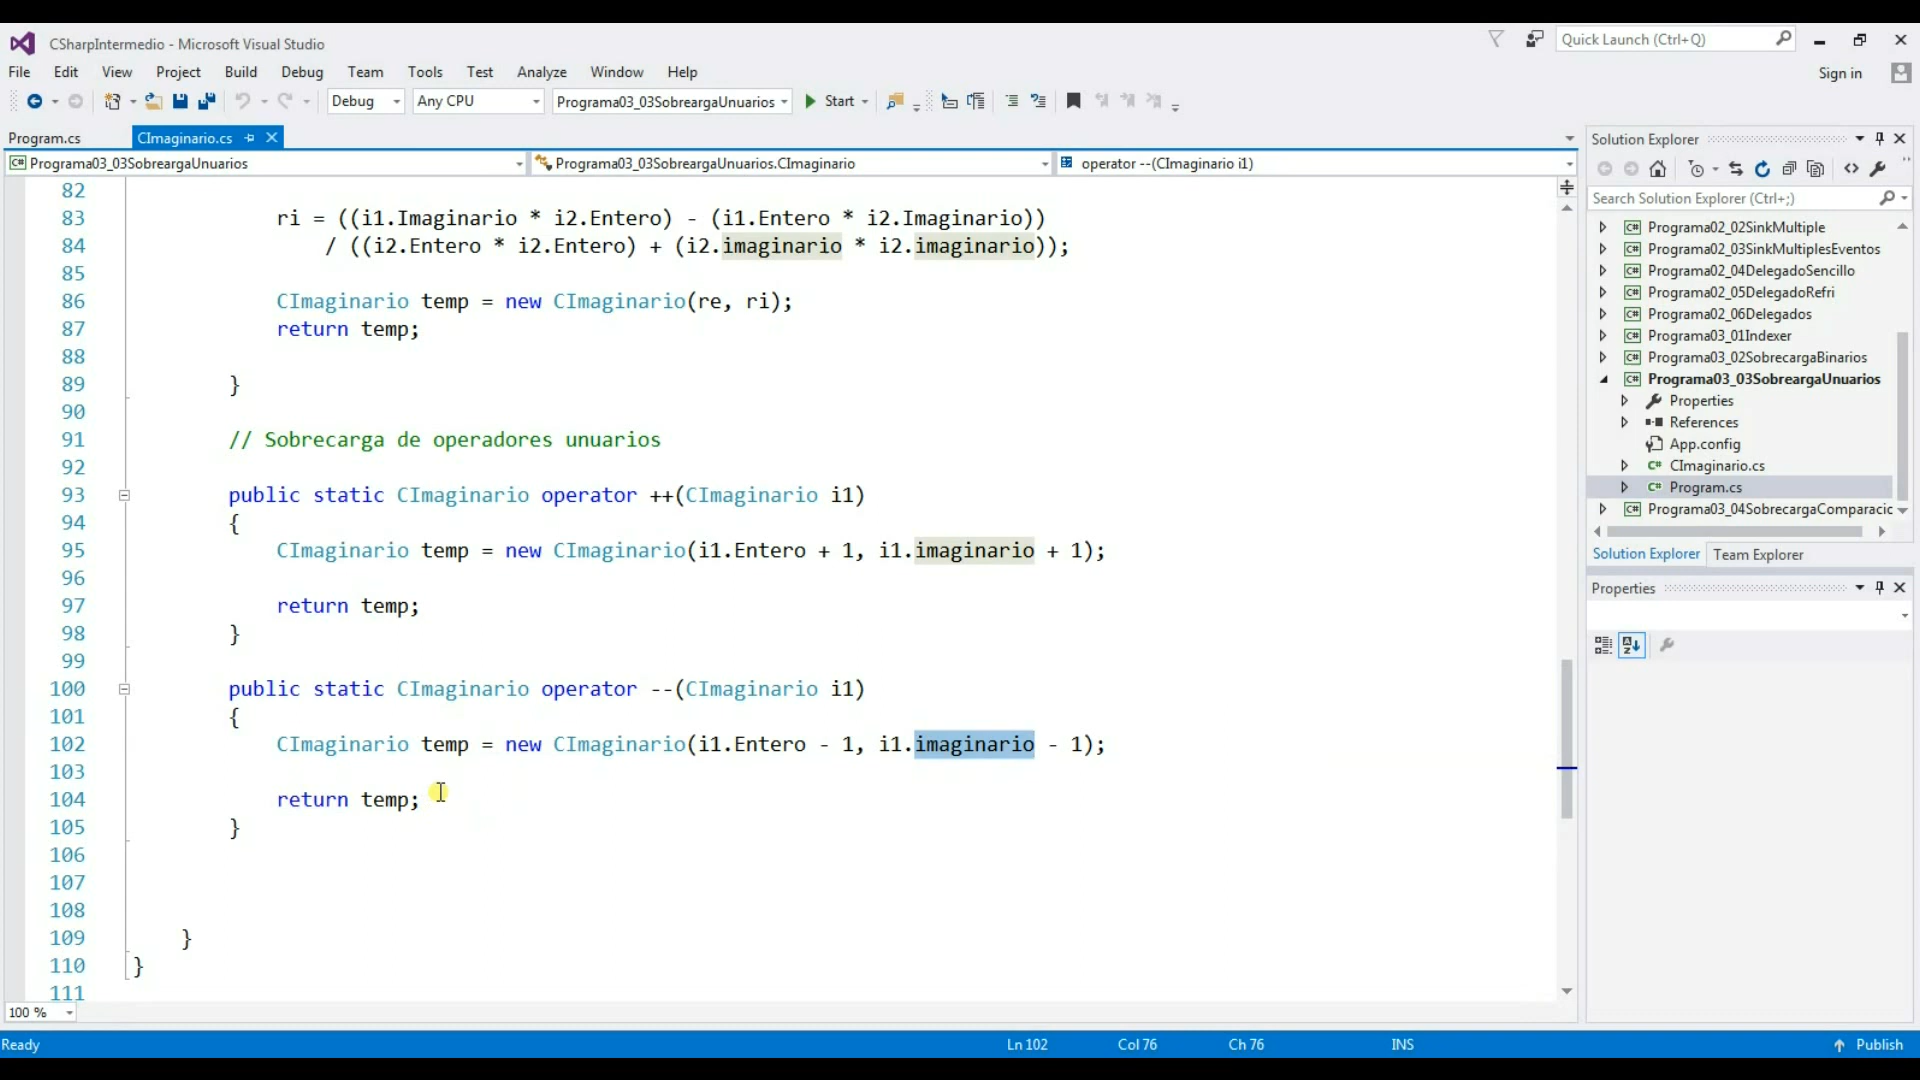 CSharpIntermedio - Microsoft Visual Studio
Quick Launch (Ctrl+Q)
File Edit View Project Build Debug Team Tools Test Analyze Window Help
Sign in
Debug Any CPU Programa03_03SobreargaUnuarios Start
Program.cs CImaginario.cs
Programa03_03SobreargaUnuarios Programa03_03SobreargaUnuarios.CImaginario operator --(CImaginario i1)
82
83 ri = ((i1.Imaginario * i2.Entero) - (i1.Entero * i2.Imaginario))
84 / ((i2.Entero * i2.Entero) + (i2.imaginario * i2.imaginario));
85
86 CImaginario temp = new CImaginario(re, ri);
87 return temp;
88
89 }
90
91 // Sobrecarga de operadores unuarios
92
93 public static CImaginario operator ++(CImaginario i1)
94 {
95 CImaginario temp = new CImaginario(i1.Entero + 1, i1.imaginario + 1);
96
97 return temp;
98 }
99
100 public static CImaginario operator --(CImaginario i1)
101 {
102 CImaginario temp = new CImaginario(i1.Entero - 1, i1.imaginario - 1);
103
104 return temp;
105 }
106
107
108
109 }
110 }
111
100 %
Solution Explorer
Search Solution Explorer (Ctrl+;)
Programa02_02SinkMultiple
Programa02_03SinkMultiplesEventos
Programa02_04DelegadoSencillo
Programa02_05DelegadoRefri
Programa02_06Delegados
Programa03_01Indexer
Programa03_02SobrecargaBinarios
Programa03_03SobreargaUnuarios
Properties
References
App.config
CImaginario.cs
Program.cs
Programa03_04SobrecargaComparacic
Solution Explorer Team Explorer
Properties
Ready Ln 102 Col 76 Ch 76 INS Publish